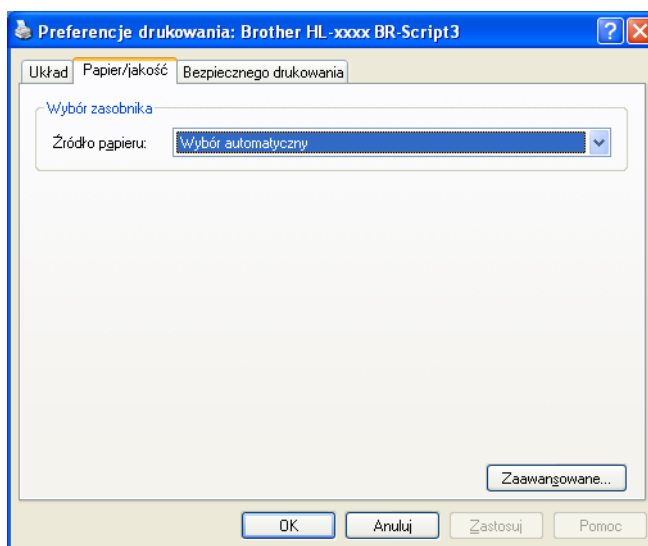 Preferencje drukowania: Brother HL-xxxx BR-Script3
Układ Papier/jakość Bezpiecznego drukowania
Wybór zasobnika
Źródło papieru: Wybór automatyczny
Zaawansowane...
OK Anuluj Zastosuj Pomoc